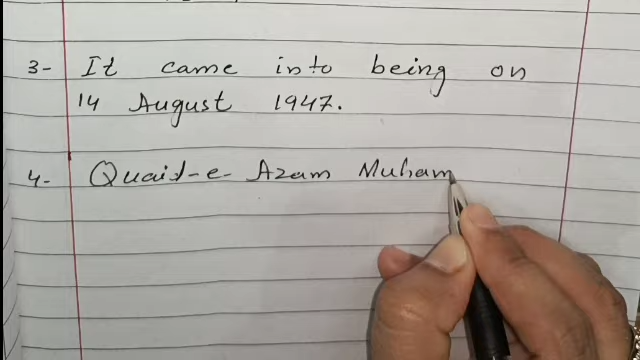 3- It came into being on
14 August 1947.
4- Quaid-e-Azam Muham